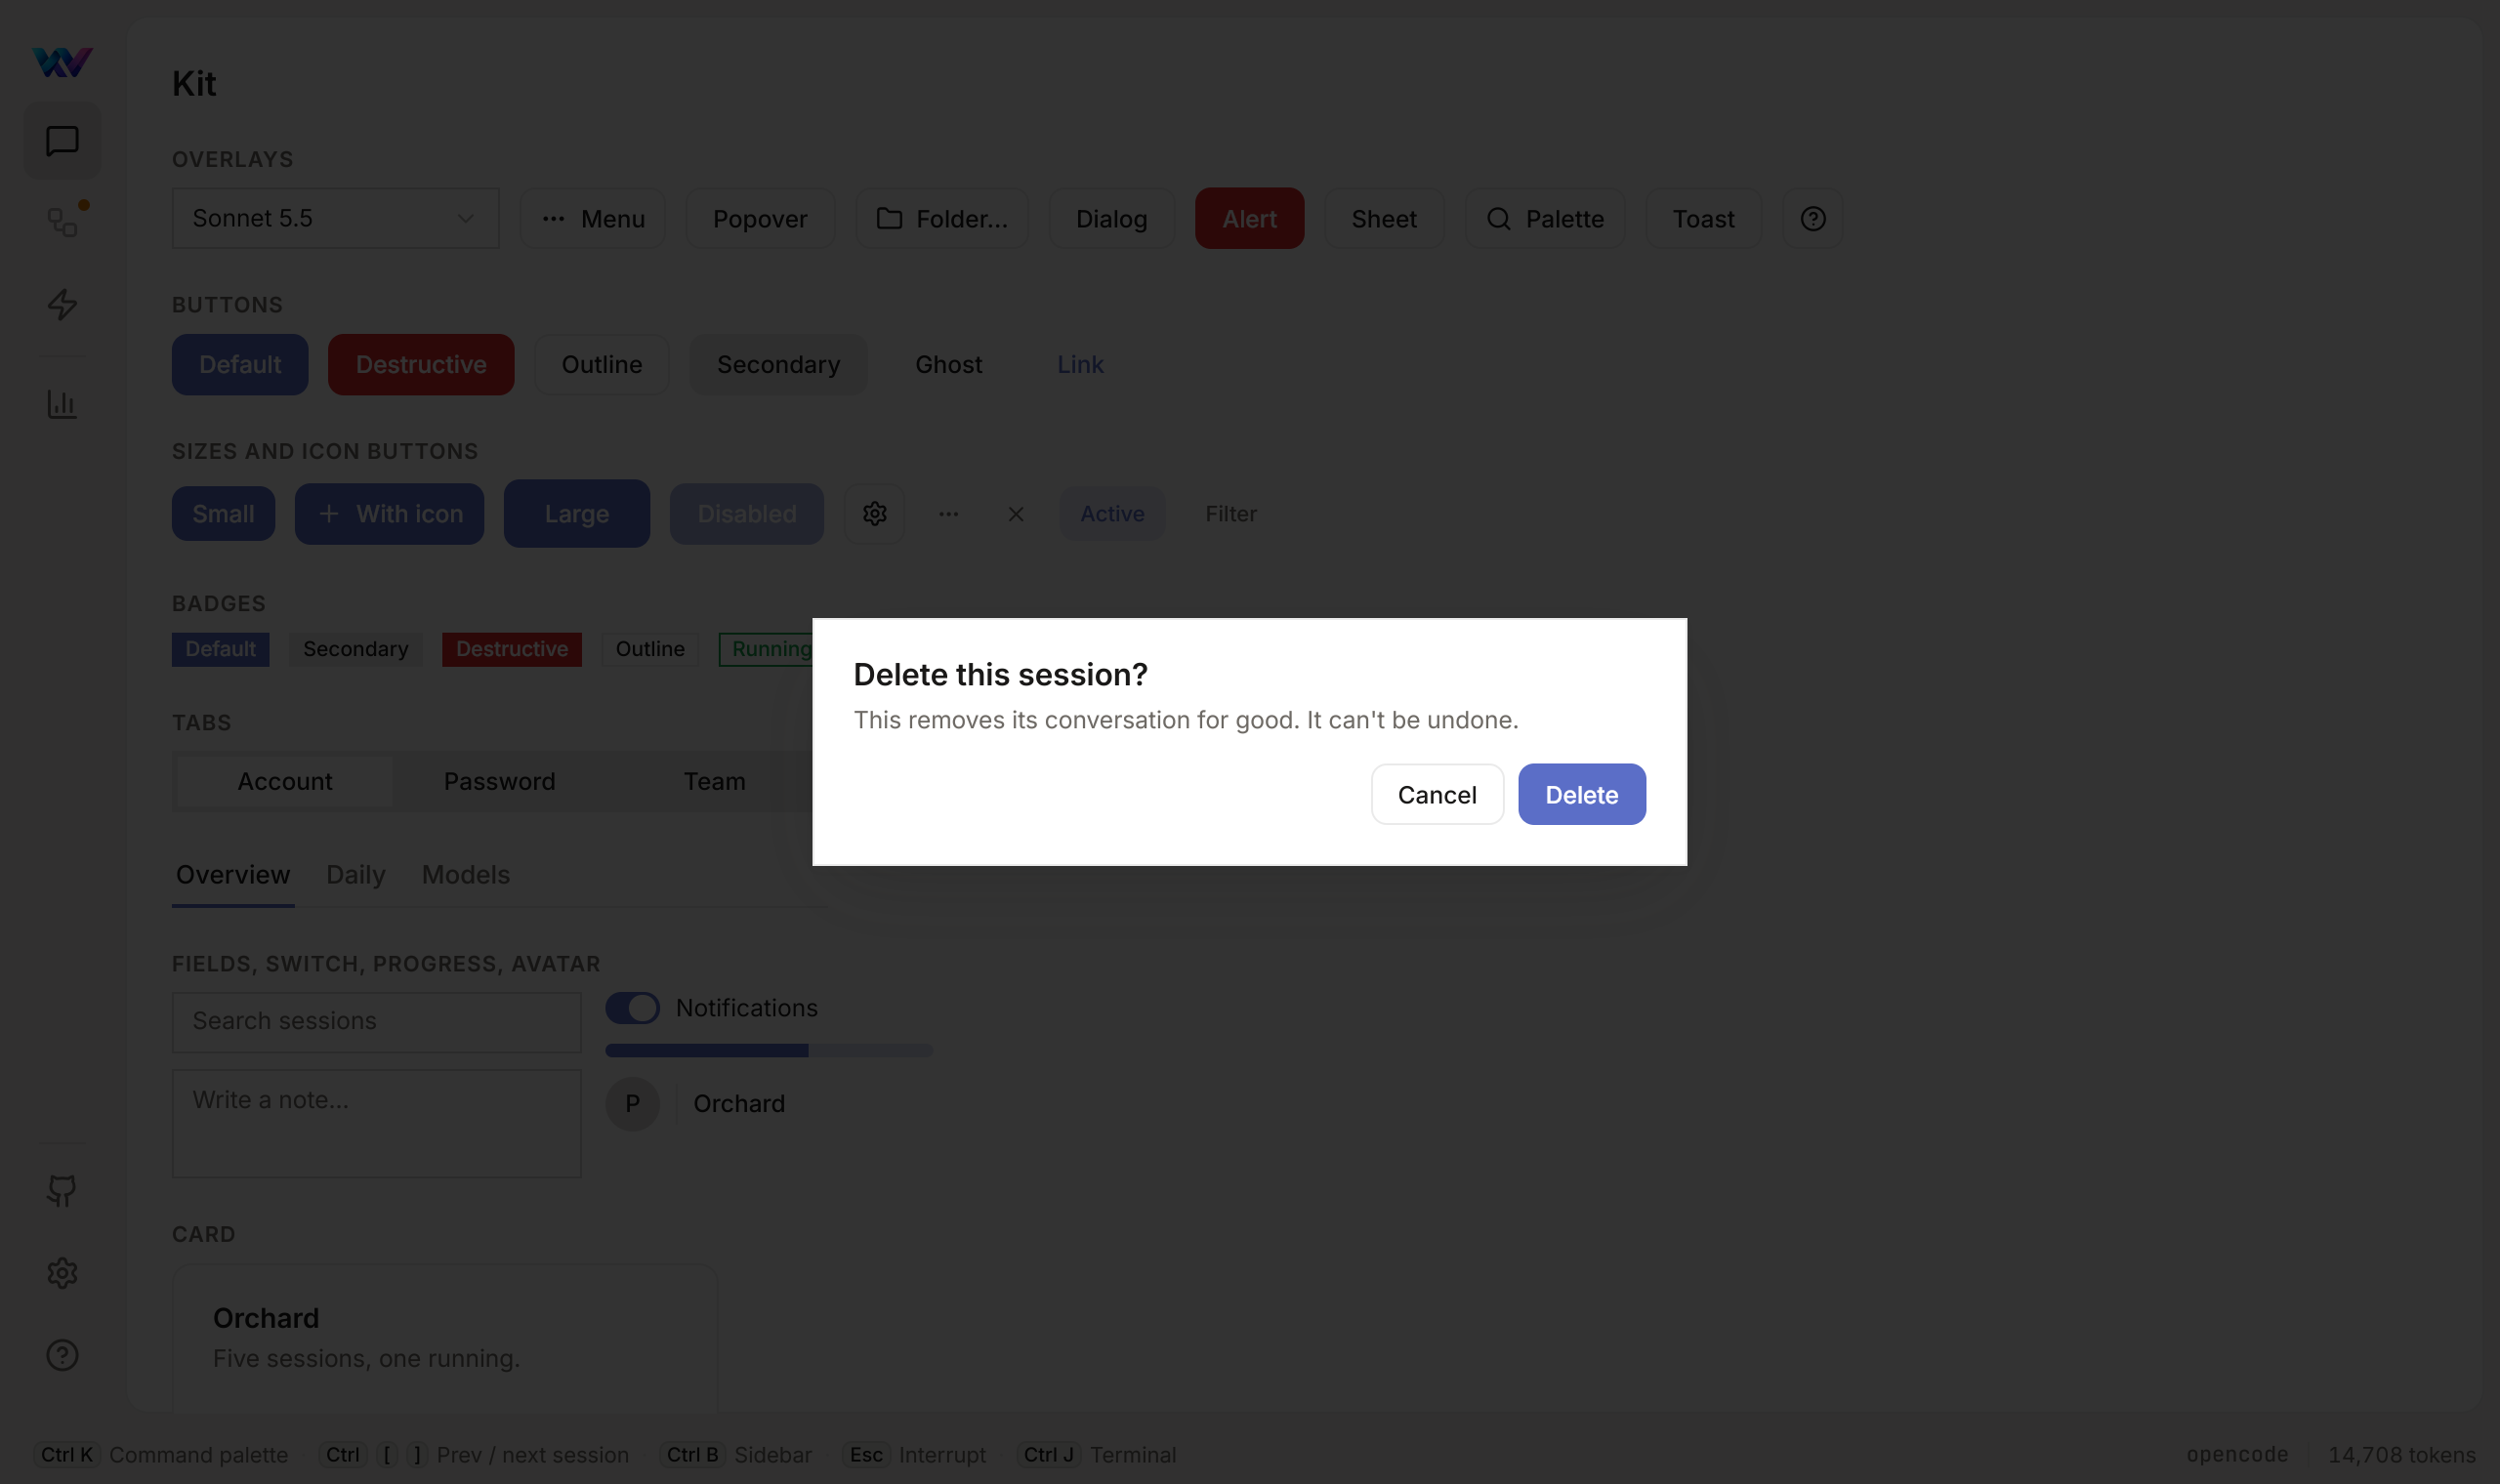 Kit
OVERLAYS
Sonnet 5.5
Menu
Popover
Folder...
Dialog
Alert
Sheet
Palette
Toast
BUTTONS
Default
Destructive
Outline
Secondary
Ghost
Link
SIZES AND ICON BUTTONS
Small
With icon
Large
Disabled
Active
Filter
BADGES
Default
Secondary
Destructive
Outline
Running
Delete this session?
This removes its conversation for good. It can't be undone.
Cancel
Delete
TABS
Account
Password
Team
Overview
Daily
Models
FIELDS, SWITCH, PROGRESS, AVATAR
Search sessions
Notifications
Write a note...
P
Orchard
CARD
Orchard
Five sessions, one running.
Ctrl K Command palette
Ctrl [ ] Prev / next session
Ctrl B Sidebar
Esc Interrupt
Ctrl J Terminal
opencode
14,708 tokens